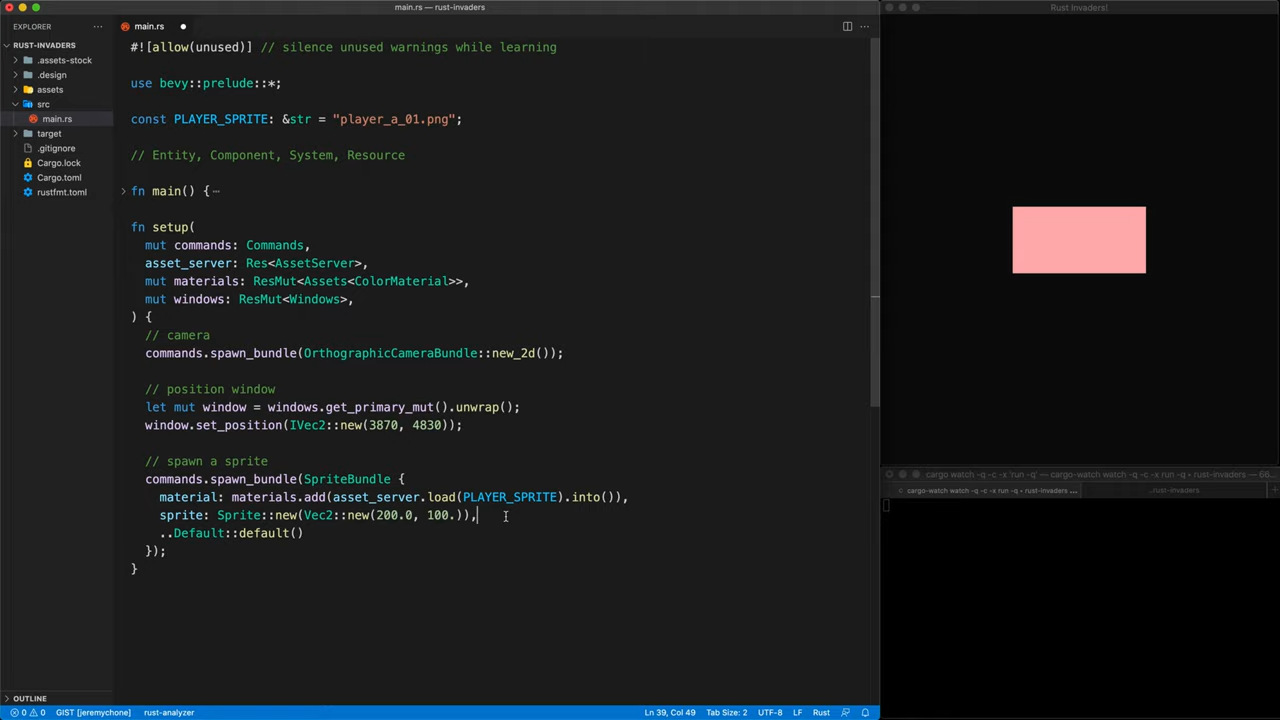 main.rs — rust-invaders
EXPLORER
main.rs
RUST-INVADERS
.assets-stock
.design
assets
src
main.rs
target
.gitignore
Cargo.lock
Cargo.toml
rustfmt.toml
OUTLINE
#![allow(unused)] // silence unused warnings while learning
use bevy::prelude::*;
const PLAYER_SPRITE: &str = "player_a_01.png";
// Entity, Component, System, Resource
fn main() {⋯
fn setup(
mut commands: Commands,
asset_server: Res<AssetServer>,
mut materials: ResMut<Assets<ColorMaterial>>,
mut windows: ResMut<Windows>,
) {
// camera
commands.spawn_bundle(OrthographicCameraBundle::new_2d());
// position window
let mut window = windows.get_primary_mut().unwrap();
window.set_position(IVec2::new(3870, 4830));
// spawn a sprite
commands.spawn_bundle(SpriteBundle {
material: materials.add(asset_server.load(PLAYER_SPRITE).into()),
sprite: Sprite::new(Vec2::new(200.0, 100.)),
..Default::default()
});
}
Rust Invaders!
cargo watch -q -c -x 'run -q' — cargo-watch watch -q -c -x run -q ▸ rust-invaders — 66...
cargo-watch watch -q -c -x run -q ▸ rust-invaders ...
..rust-invaders
0 0 GIST [jeremychone] rust-analyzer
Ln 39, Col 49 Tab Size: 2 UTF-8 LF Rust